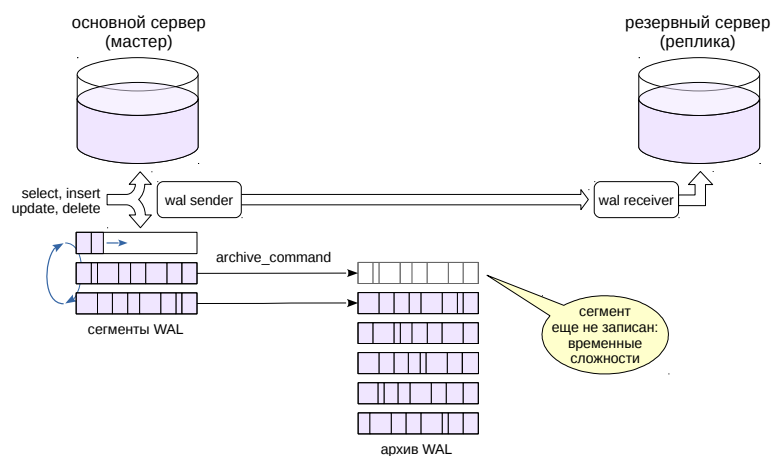 основной сервер
(мастер)
резервный сервер
(реплика)
select, insert
update, delete
wal sender
wal receiver
archive_command
сегменты WAL
сегмент
еще не записан:
временные
сложности
архив WAL